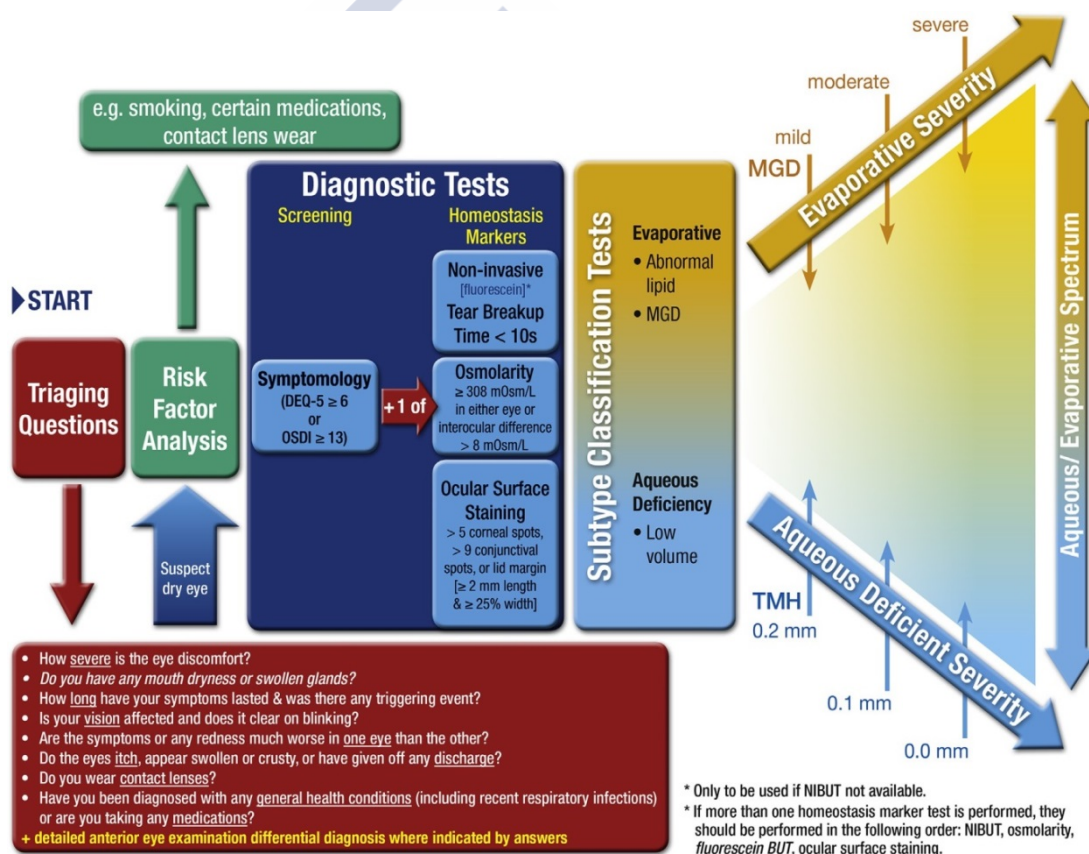 e.g. smoking, certain medications,
contact lens wear
START
Triaging
Questions
Risk
Factor
Analysis
Suspect
dry eye
Diagnostic Tests
Screening
Homeostasis
Markers
Symptomology
(DEQ-5 ≥ 6
or
OSDI ≥ 13)
+1 of
Non-invasive
[fluorescein]*
Tear Breakup
Time < 10s
Osmolarity
≥ 308 mOsm/L
in either eye or
interocular difference
> 8 mOsm/L
Ocular Surface
Staining
> 5 corneal spots,
> 9 conjunctival
spots, or lid margin
[≥ 2 mm length
& ≥ 25% width]
Subtype Classification Tests
Evaporative
• Abnormal
lipid
• MGD
Aqueous
Deficiency
• Low
volume
severe
moderate
mild
MGD
Evaporative Severity
Aqueous/ Evaporative Spectrum
Aqueous Deficient Severity
TMH
0.2 mm
0.1 mm
0.0 mm
• How severe is the eye discomfort?
• Do you have any mouth dryness or swollen glands?
• How long have your symptoms lasted & was there any triggering event?
• Is your vision affected and does it clear on blinking?
• Are the symptoms or any redness much worse in one eye than the other?
• Do the eyes itch, appear swollen or crusty, or have given off any discharge?
• Do you wear contact lenses?
• Have you been diagnosed with any general health conditions (including recent respiratory infections)
or are you taking any medications?
+ detailed anterior eye examination differential diagnosis where indicated by answers
* Only to be used if NIBUT not available.
* If more than one homeostasis marker test is performed, they
should be performed in the following order: NIBUT, osmolarity,
fluorescein BUT, ocular surface staining.